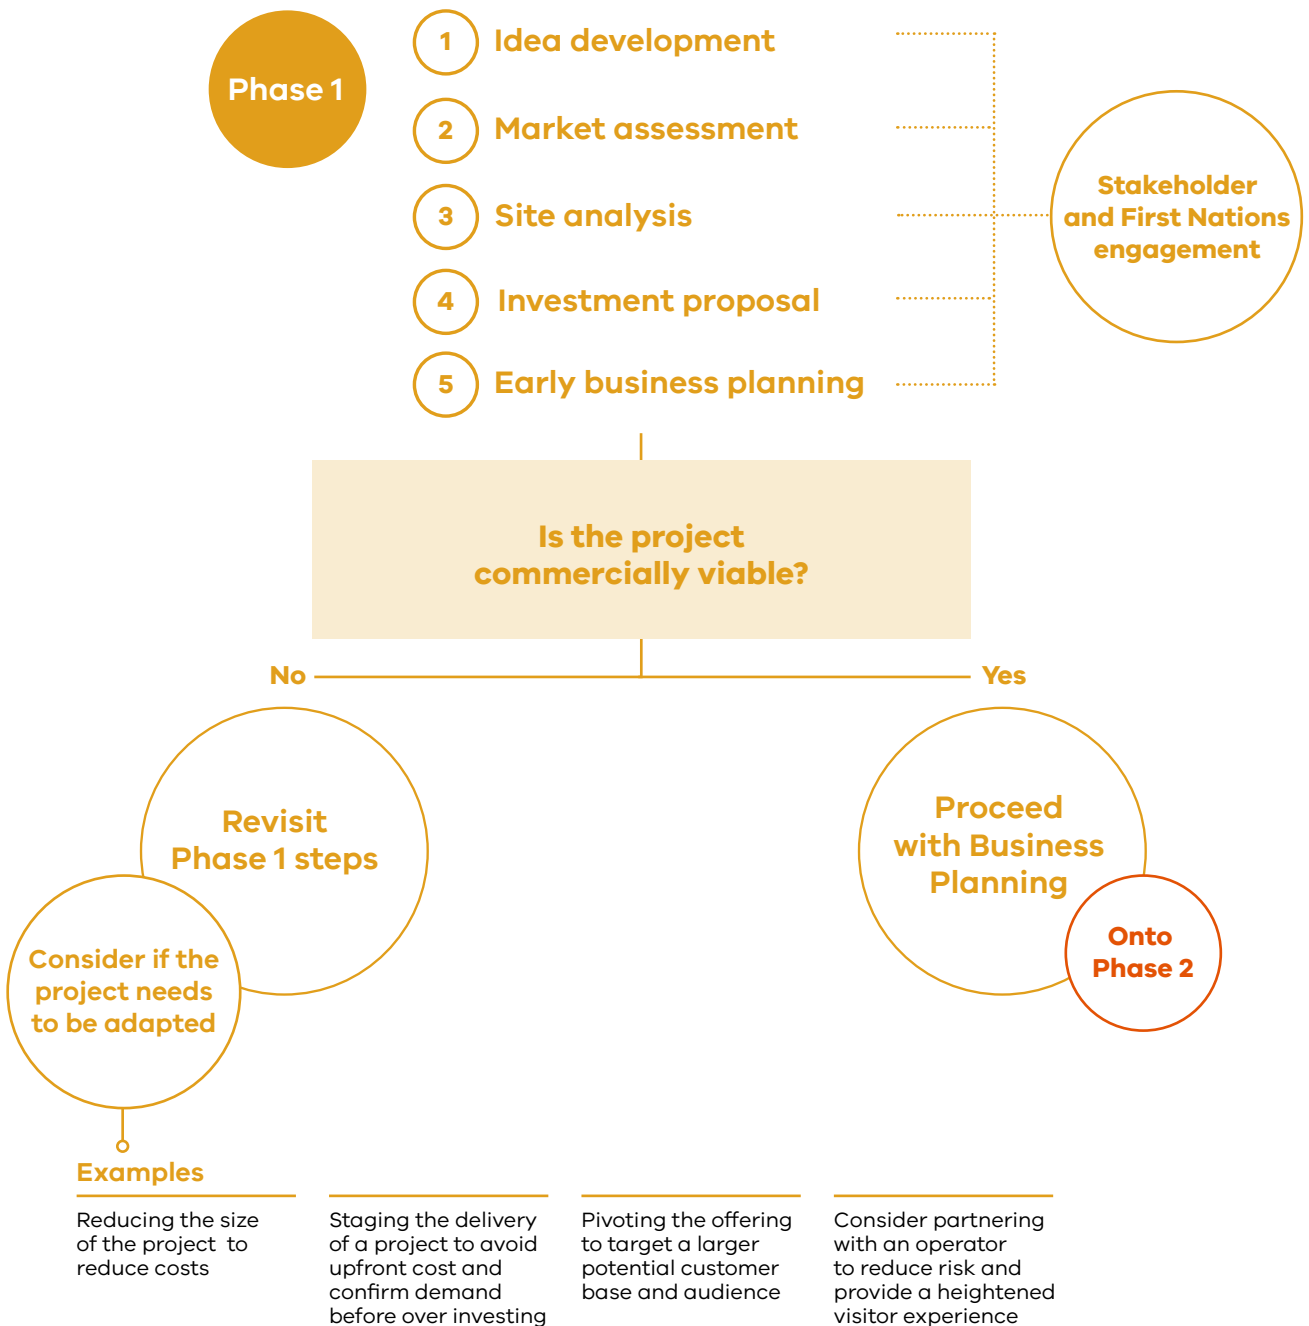 Phase 1
1 Idea development
2 Market assessment
3 Site analysis
4 Investment proposal
5 Early business planning
Stakeholder
and First Nations
engagement
Is the project
commercially viable?
No
Yes
Revisit
Phase 1 steps
Consider if the
project needs
to be adapted
Proceed
with Business
Planning
Onto
Phase 2
Examples
Reducing the size
of the project to
reduce costs
Staging the delivery
of a project to avoid
upfront cost and
confirm demand
before over investing
Pivoting the offering
to target a larger
potential customer
base and audience
Consider partnering
with an operator
to reduce risk and
provide a heightened
visitor experience